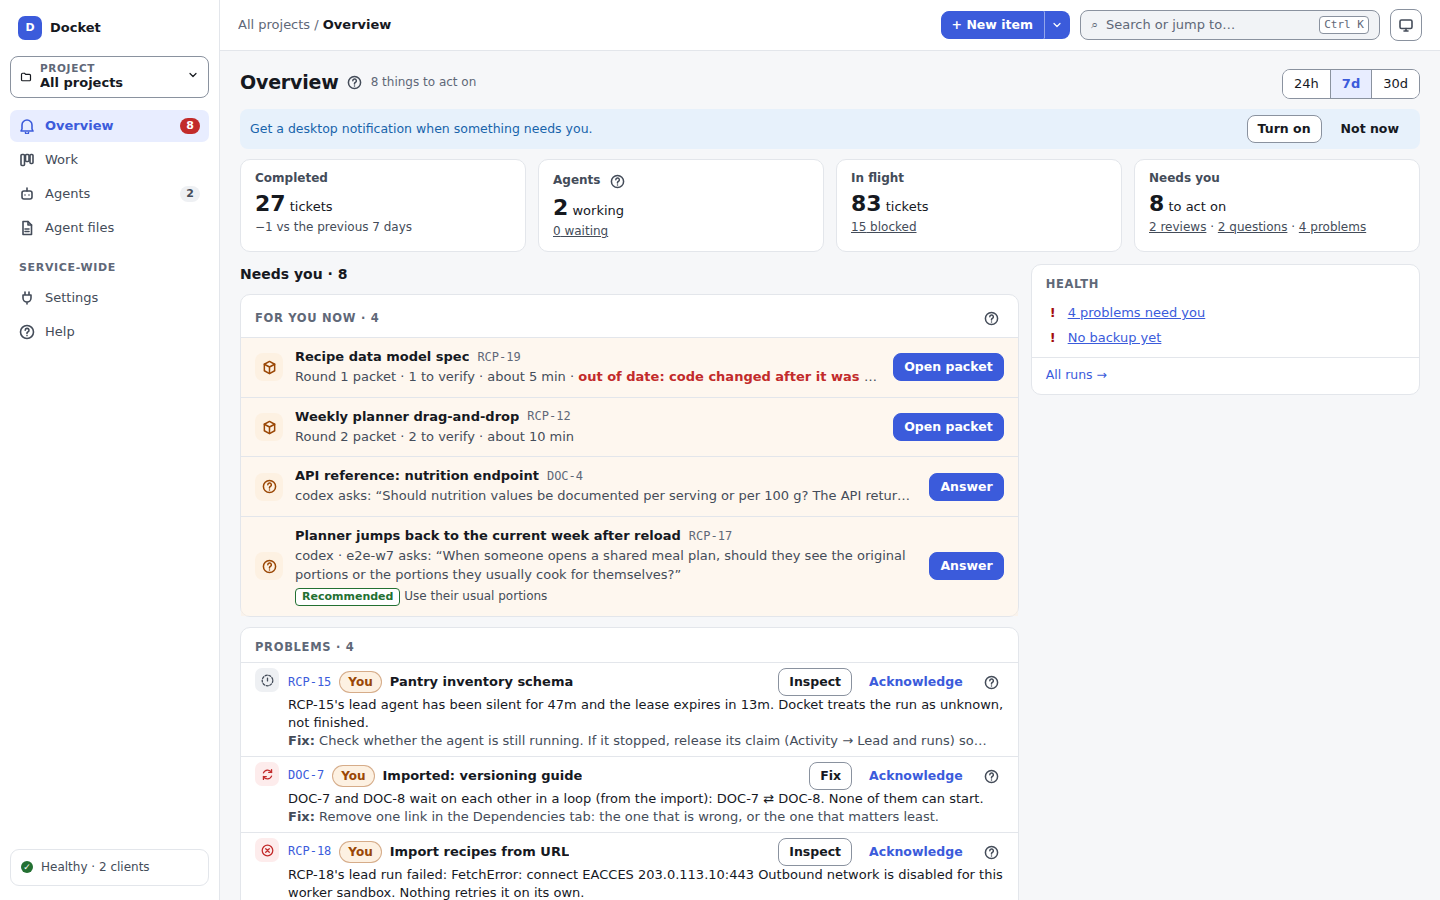 D Docket
PROJECT
All projects
Overview 8
Work
Agents 2
Agent files
SERVICE-WIDE
Settings
Help
✓ Healthy · 2 clients
All projects / Overview
+ New item
Search or jump to… Ctrl K
Overview 8 things to act on
24h 7d 30d
Get a desktop notification when something needs you.
Turn on Not now
Completed
27 tickets
−1 vs the previous 7 days
Agents
2 working
0 waiting
In flight
83 tickets
15 blocked
Needs you
8 to act on
2 reviews · 2 questions · 4 problems
Needs you · 8
FOR YOU NOW · 4
Recipe data model spec RCP-19
Round 1 packet · 1 to verify · about 5 min · out of date: code changed after it was …
Open packet
Weekly planner drag-and-drop RCP-12
Round 2 packet · 2 to verify · about 10 min
Open packet
API reference: nutrition endpoint DOC-4
codex asks: “Should nutrition values be documented per serving or per 100 g? The API retur…
Answer
Planner jumps back to the current week after reload RCP-17
codex · e2e-w7 asks: “When someone opens a shared meal plan, should they see the original
portions or the portions they usually cook for themselves?”
Recommended Use their usual portions
Answer
PROBLEMS · 4
RCP-15 You Pantry inventory schema
Inspect Acknowledge
RCP-15's lead agent has been silent for 47m and the lease expires in 13m. Docket treats the run as unknown,
not finished.
Fix: Check whether the agent is still running. If it stopped, release its claim (Activity → Lead and runs) so…
DOC-7 You Imported: versioning guide
Fix Acknowledge
DOC-7 and DOC-8 wait on each other in a loop (from the import): DOC-7 ⇄ DOC-8. None of them can start.
Fix: Remove one link in the Dependencies tab: the one that is wrong, or the one that matters least.
RCP-18 You Import recipes from URL
Inspect Acknowledge
RCP-18's lead run failed: FetchError: connect EACCES 203.0.113.10:443 Outbound network is disabled for this
worker sandbox. Nothing retries it on its own.
HEALTH
! 4 problems need you
! No backup yet
All runs →